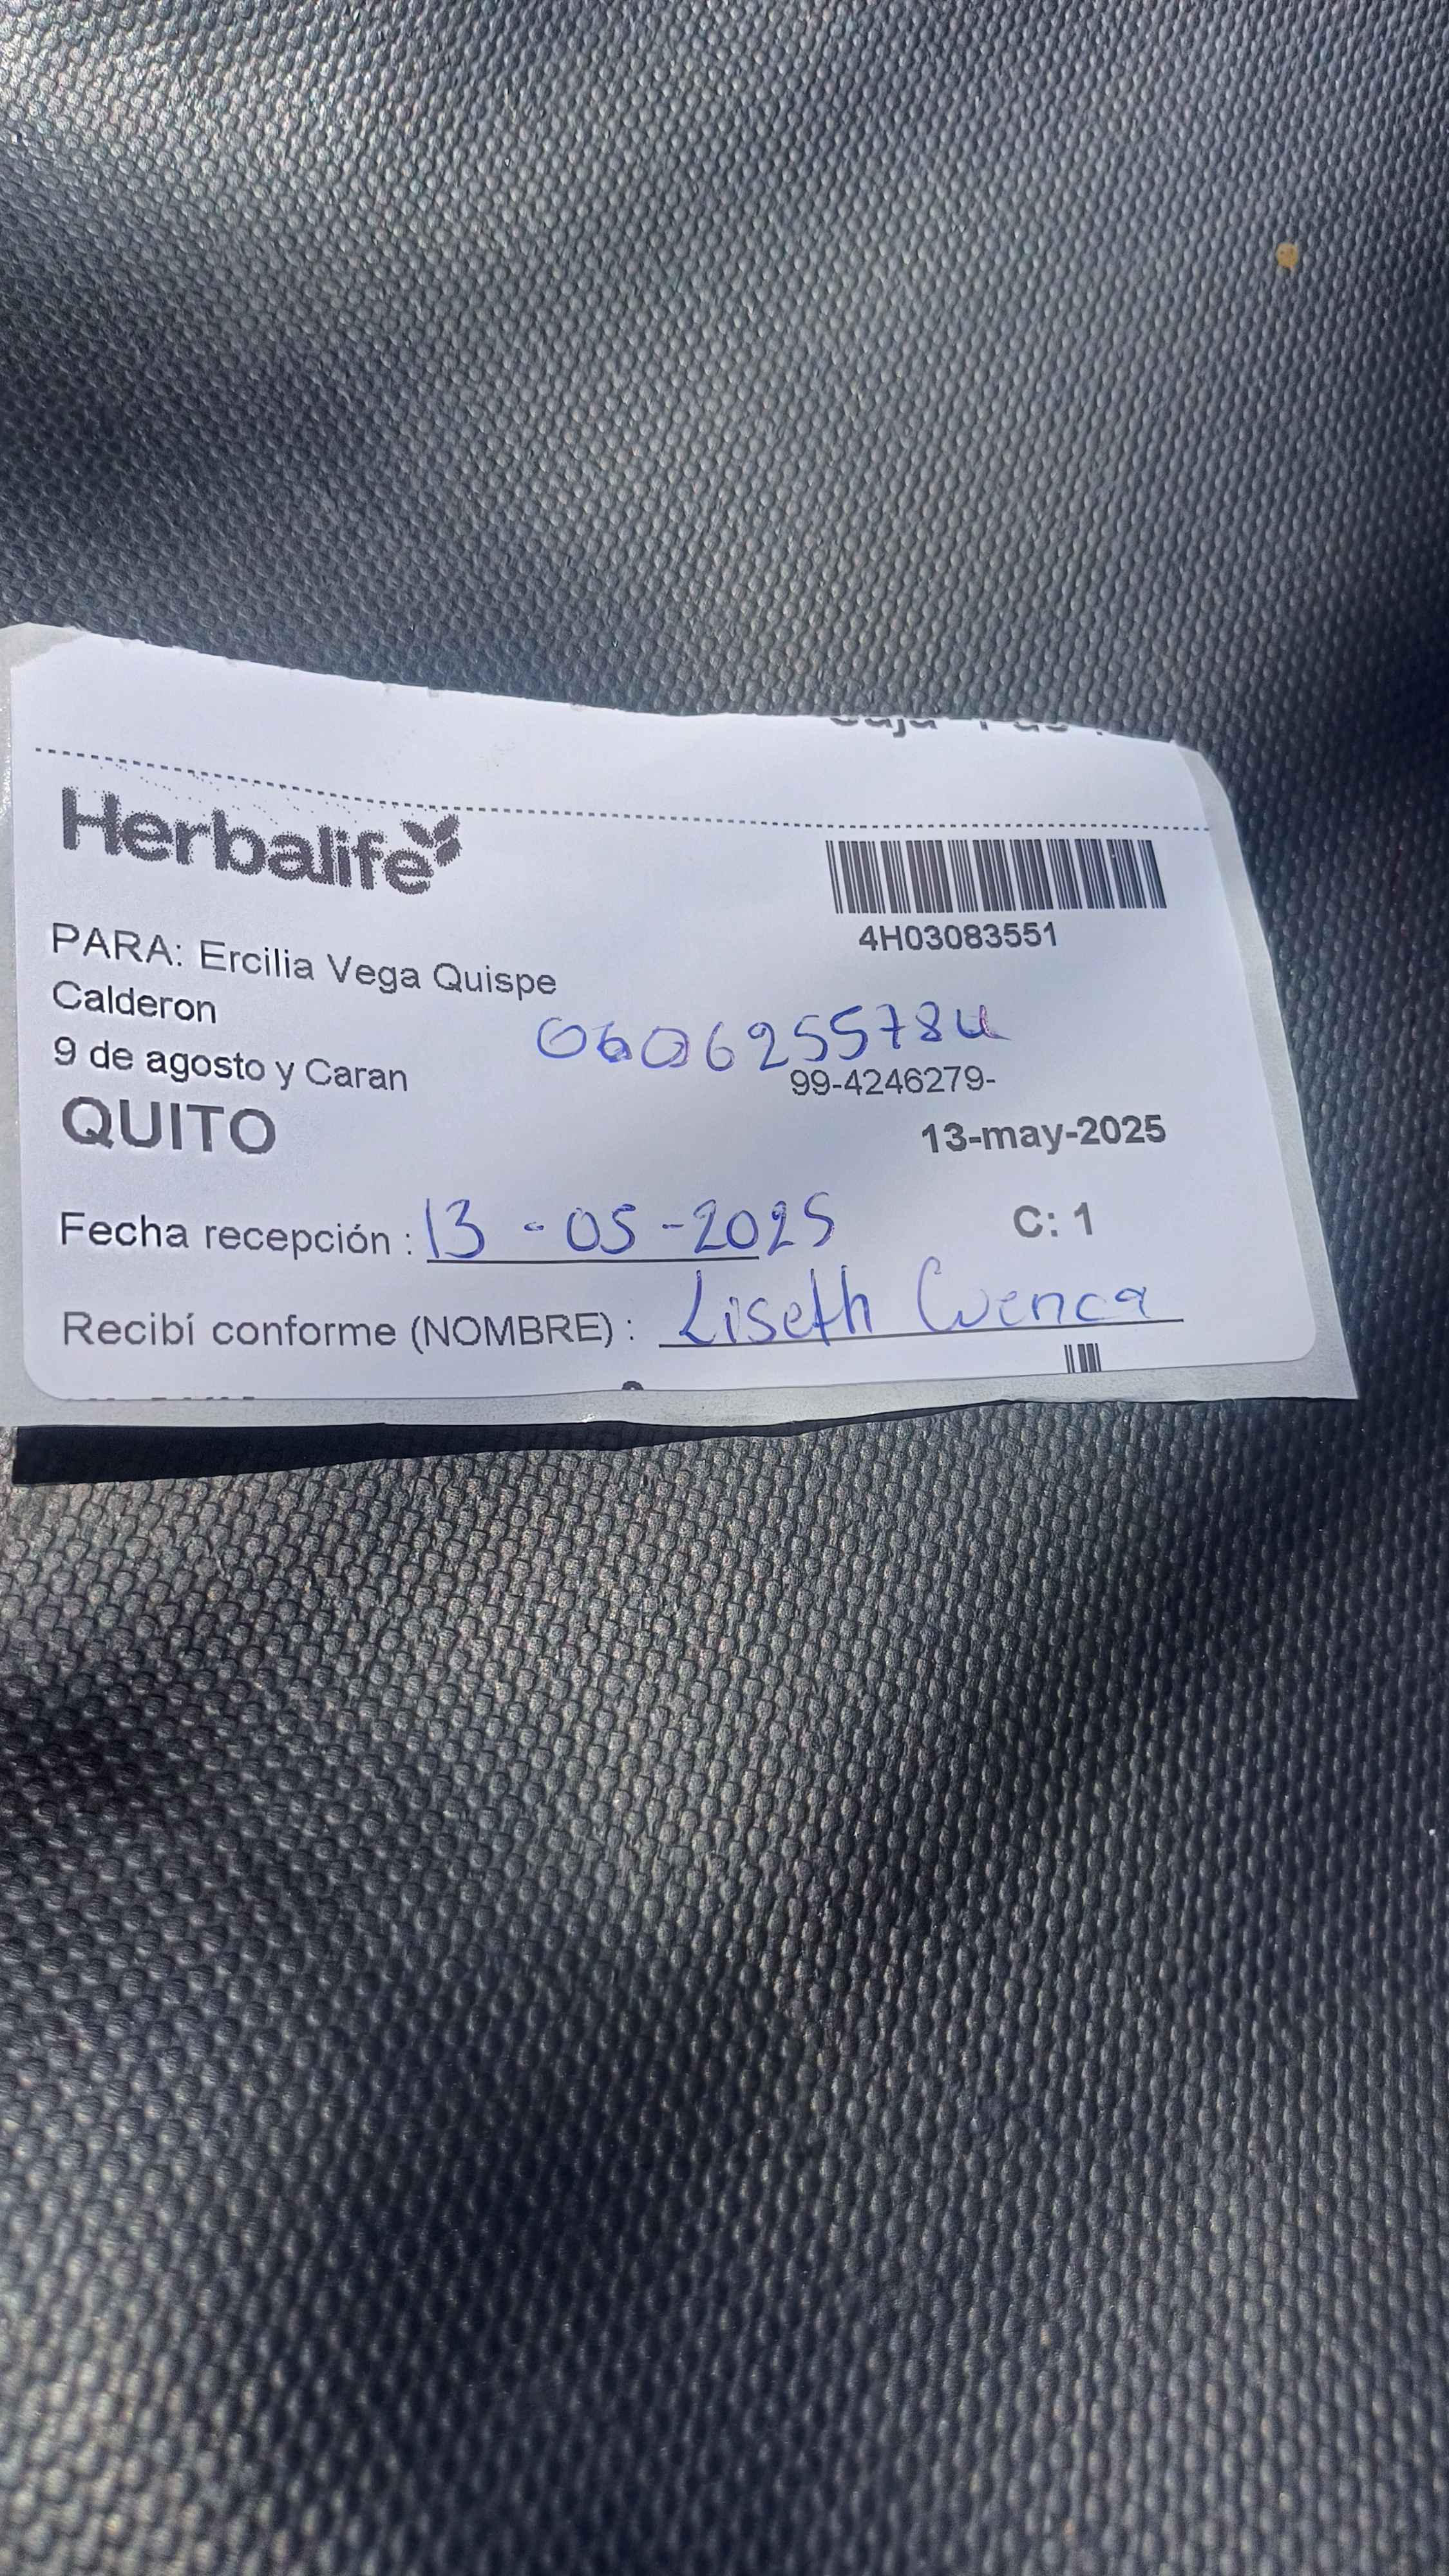 Herbalife
4H03083551
PARA: Ercilia Vega Quispe
Calderon
0606255784
9 de agosto y Caran
99-4246279-
QUITO
13-may-2025
Fecha recepción : 13-05-2025
C: 1
Recibí conforme (NOMBRE) : Liseth Cuenca